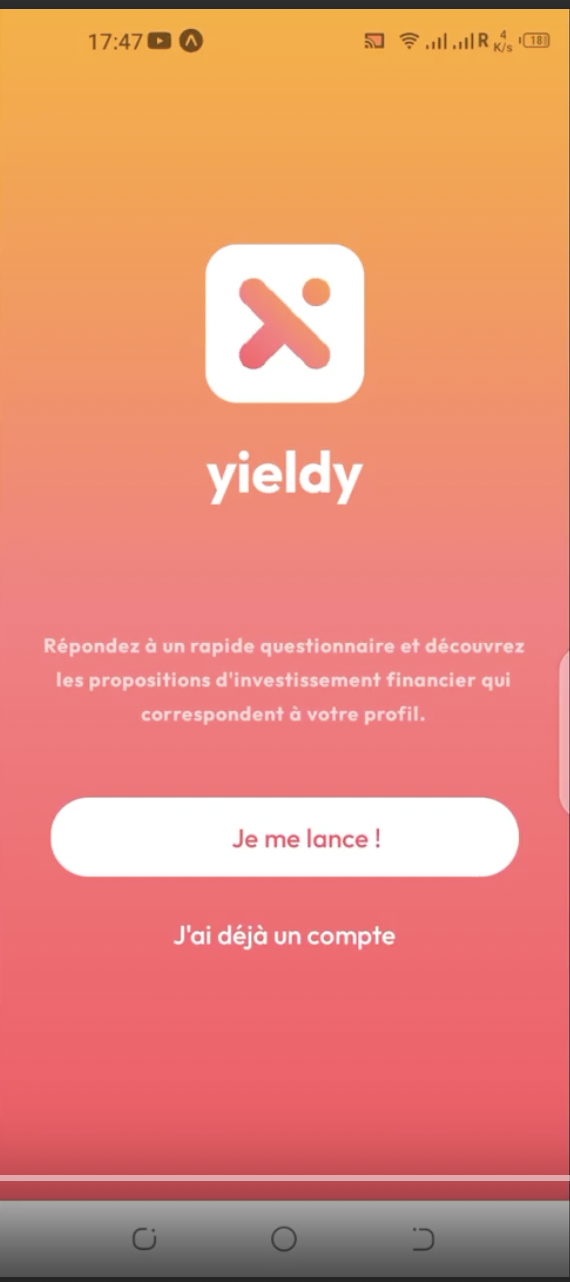 17:47 R 4 K/s 18
yieldy
Répondez à un rapide questionnaire et découvrez
les propositions d'investissement financier qui
correspondent à votre profil.
Je me lance !
J'ai déjà un compte